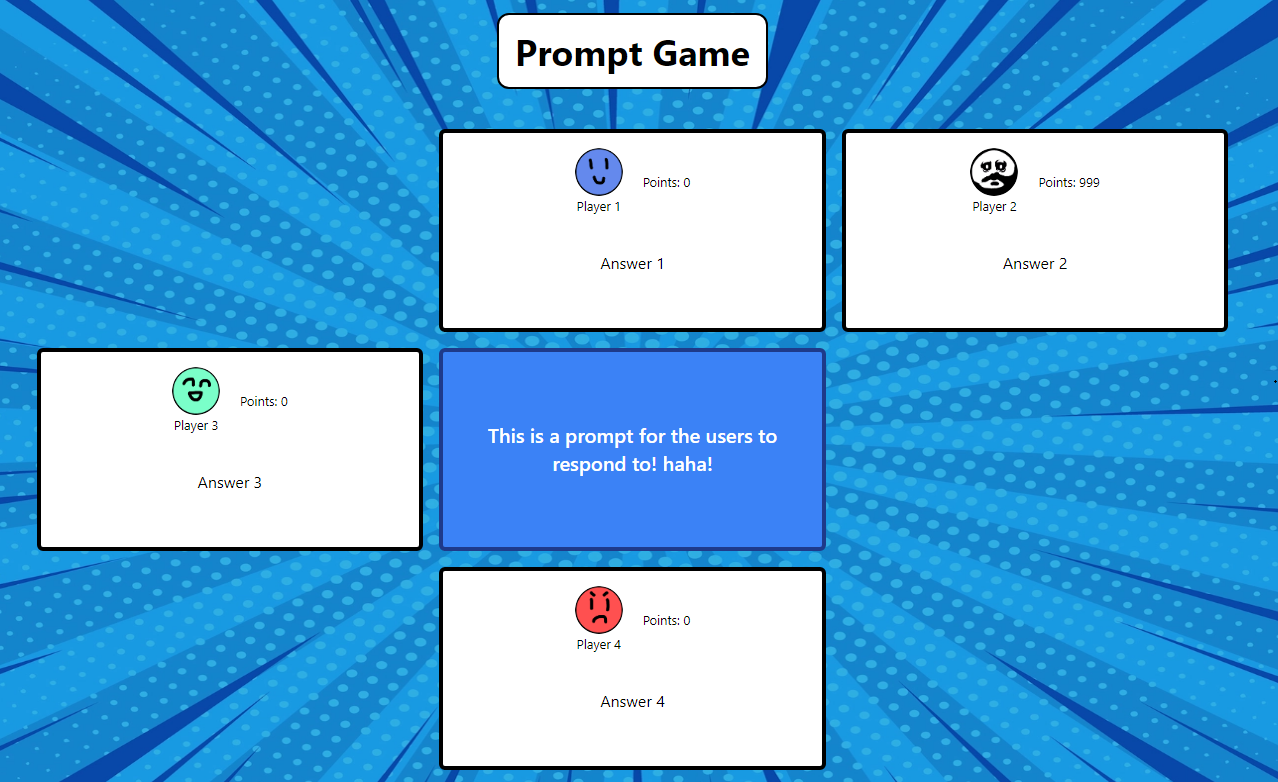 Prompt Game
Points: 0
Player 1
Answer 1
Points: 999
Player 2
Answer 2
Points: 0
Player 3
Answer 3
This is a prompt for the users to
respond to! haha!
Points: 0
Player 4
Answer 4